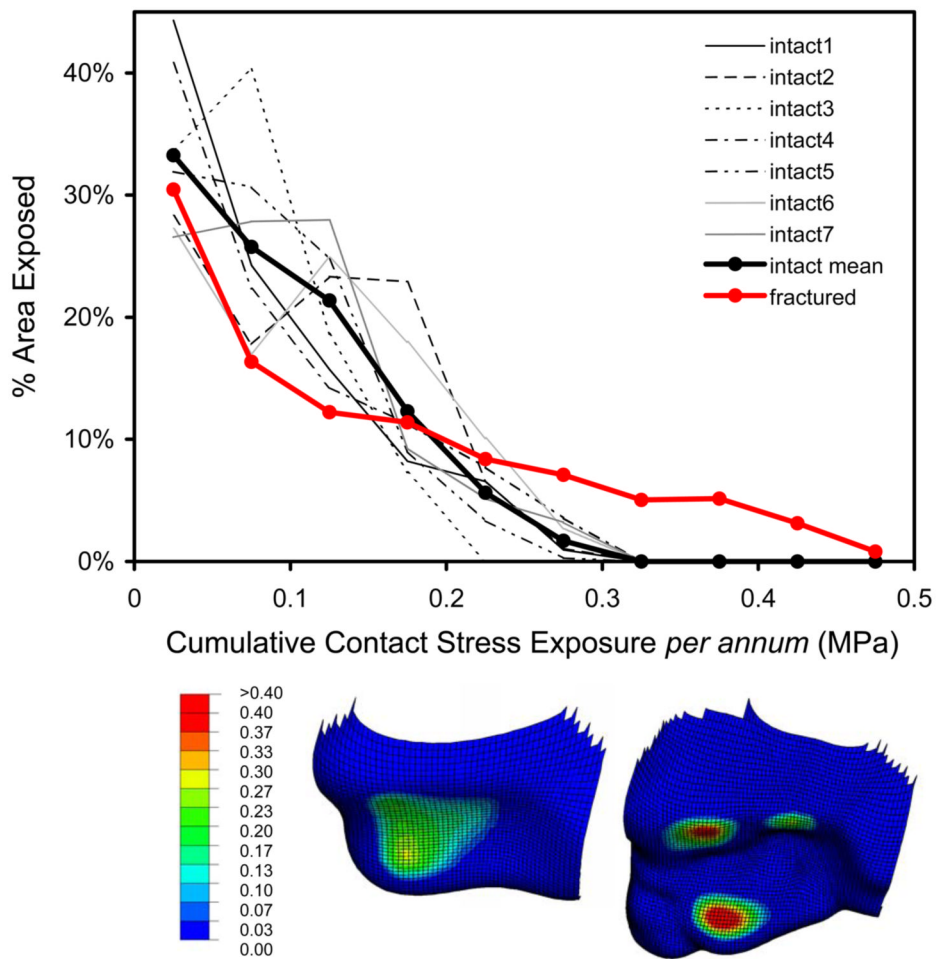 % Area Exposed
40%
30%
20%
10%
0%
0 0.1 0.2 0.3 0.4 0.5
Cumulative Contact Stress Exposure per annum (MPa)
intact1
intact2
intact3
intact4
intact5
intact6
intact7
intact mean
fractured
>0.40
0.40
0.37
0.33
0.30
0.27
0.23
0.20
0.17
0.13
0.10
0.07
0.03
0.00